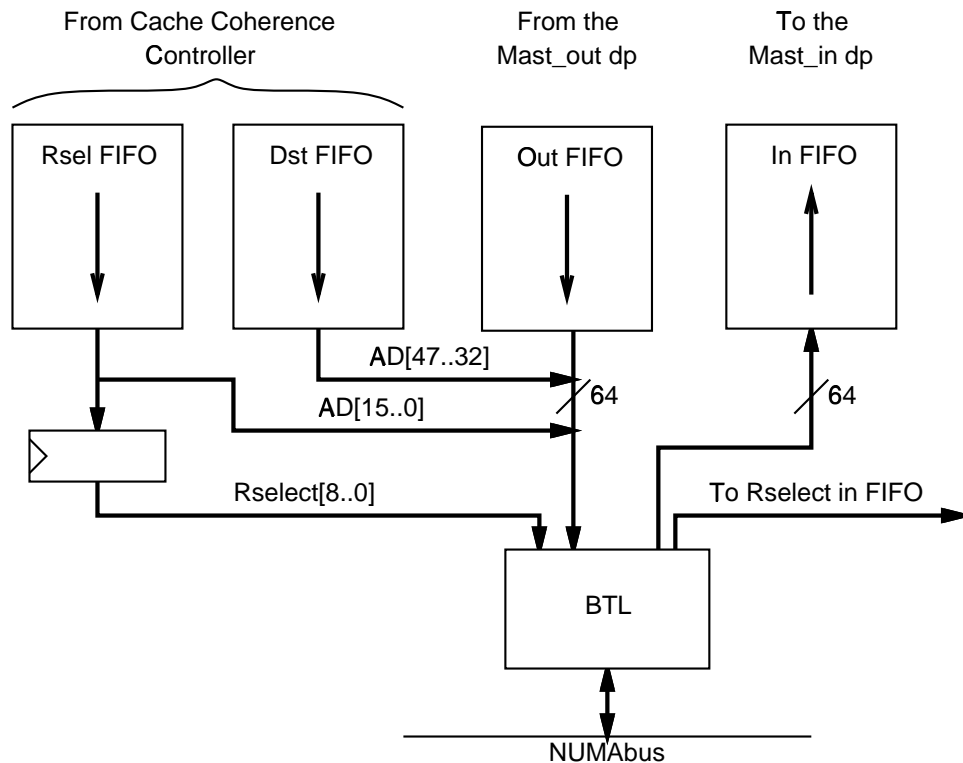 From Cache Coherence
Controller
From the
Mast_out dp
To the
Mast_in dp
Rsel FIFO
Dst FIFO
Out FIFO
In FIFO
AD[47..32]
AD[15..0]
64
64
Rselect[8..0]
To Rselect in FIFO
BTL
NUMAbus